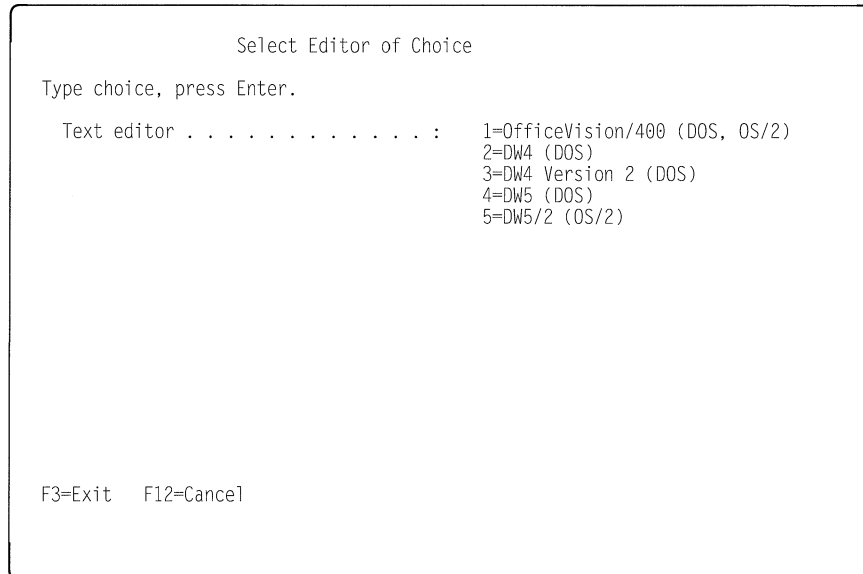 Select Editor of Choice
Type choice, press Enter.
Text editor . . . . . . . . . . . . . : 1=OfficeVision/400 (DOS, OS/2)
2=DW4 (DOS)
3=DW4 Version 2 (DOS)
4=DW5 (DOS)
5=DW5/2 (OS/2)
F3=Exit F12=Cancel